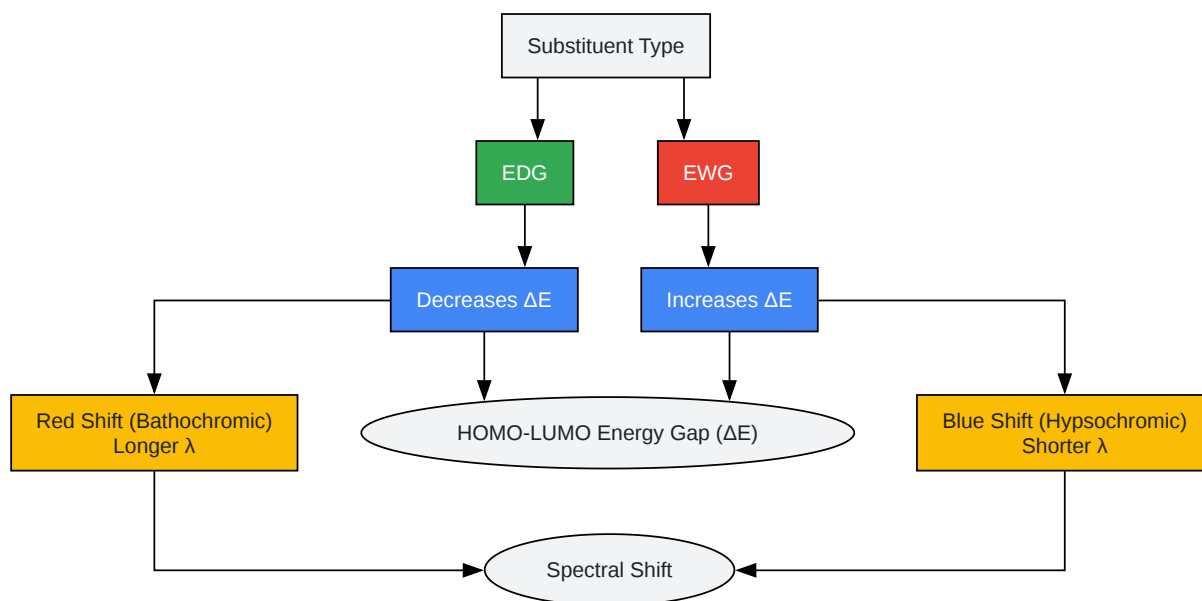 Substituent Type
EDG
EWG
Decreases ΔE
Increases ΔE
Red Shift (Bathochromic)
Longer λ
HOMO-LUMO Energy Gap (ΔE)
Blue Shift (Hypsochromic)
Shorter λ
Spectral Shift